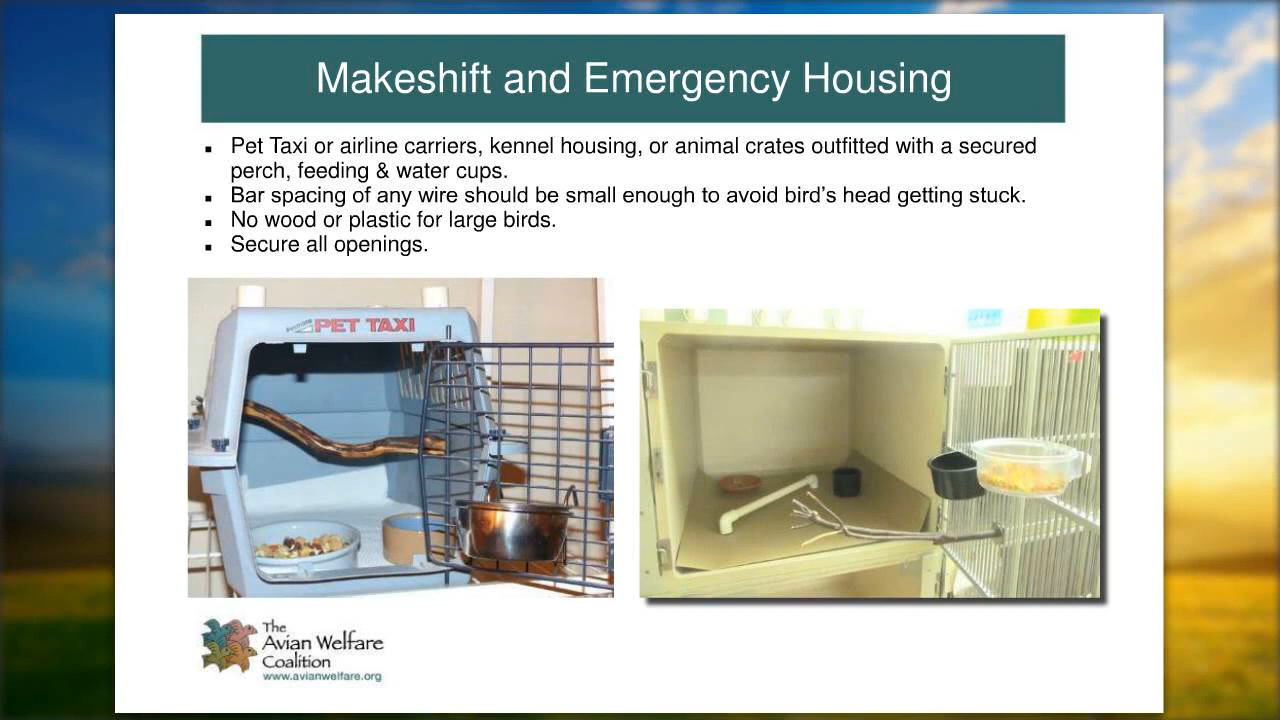 Makeshift and Emergency Housing
▪ Pet Taxi or airline carriers, kennel housing, or animal crates outfitted with a secured
perch, feeding & water cups.
▪ Bar spacing of any wire should be small enough to avoid bird’s head getting stuck.
▪ No wood or plastic for large birds.
▪ Secure all openings.
PET TAXI
The
Avian Welfare
Coalition
www.avianwelfare.org